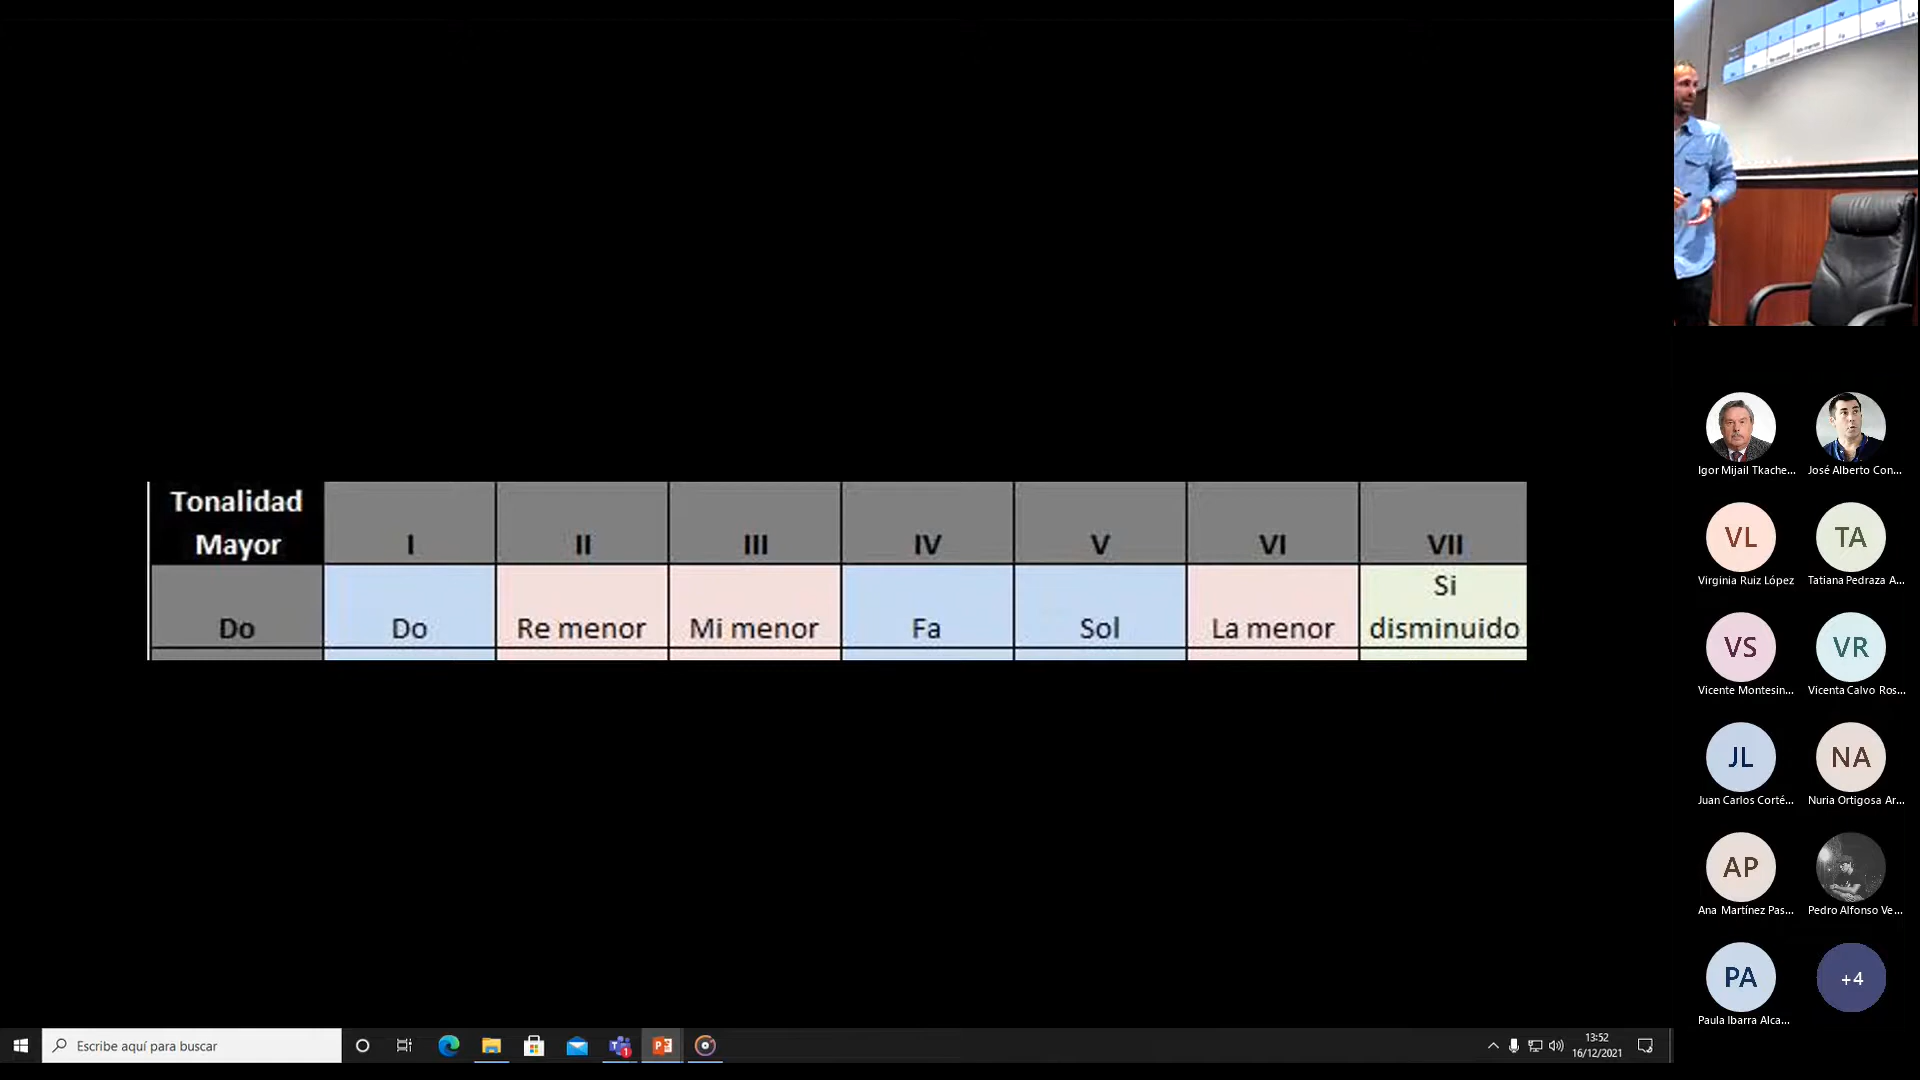 Tonalidad
Mayor
I
II
III
IV
V
VI
VII
Do
Do
Re menor
Mi menor
Fa
Sol
La menor
Si
disminuido
Igor Mijail Tkache...
José Alberto Con...
VL
Virginia Ruiz López
TA
Tatiana Pedraza A...
VS
Vicente Montesin...
VR
Vicenta Calvo Ros...
JL
Juan Carlos Corté...
NA
Nuria Ortigosa Ar...
AP
Ana Martínez Pas...
Pedro Alfonso Ve...
PA
Paula Ibarra Alca...
+4
Escribe aquí para buscar
13:52
16/12/2021